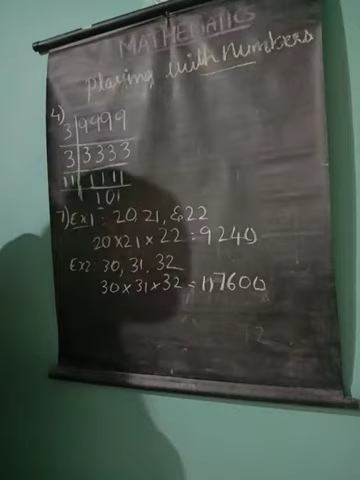 MATHEMATICS
Playing with Numbers
4)
3|9999
3|3333
11|1111
101
7) Ex1: 20, 21, & 22
20×21×22=9240
Ex2: 30, 31, 32
30×31×32=117600